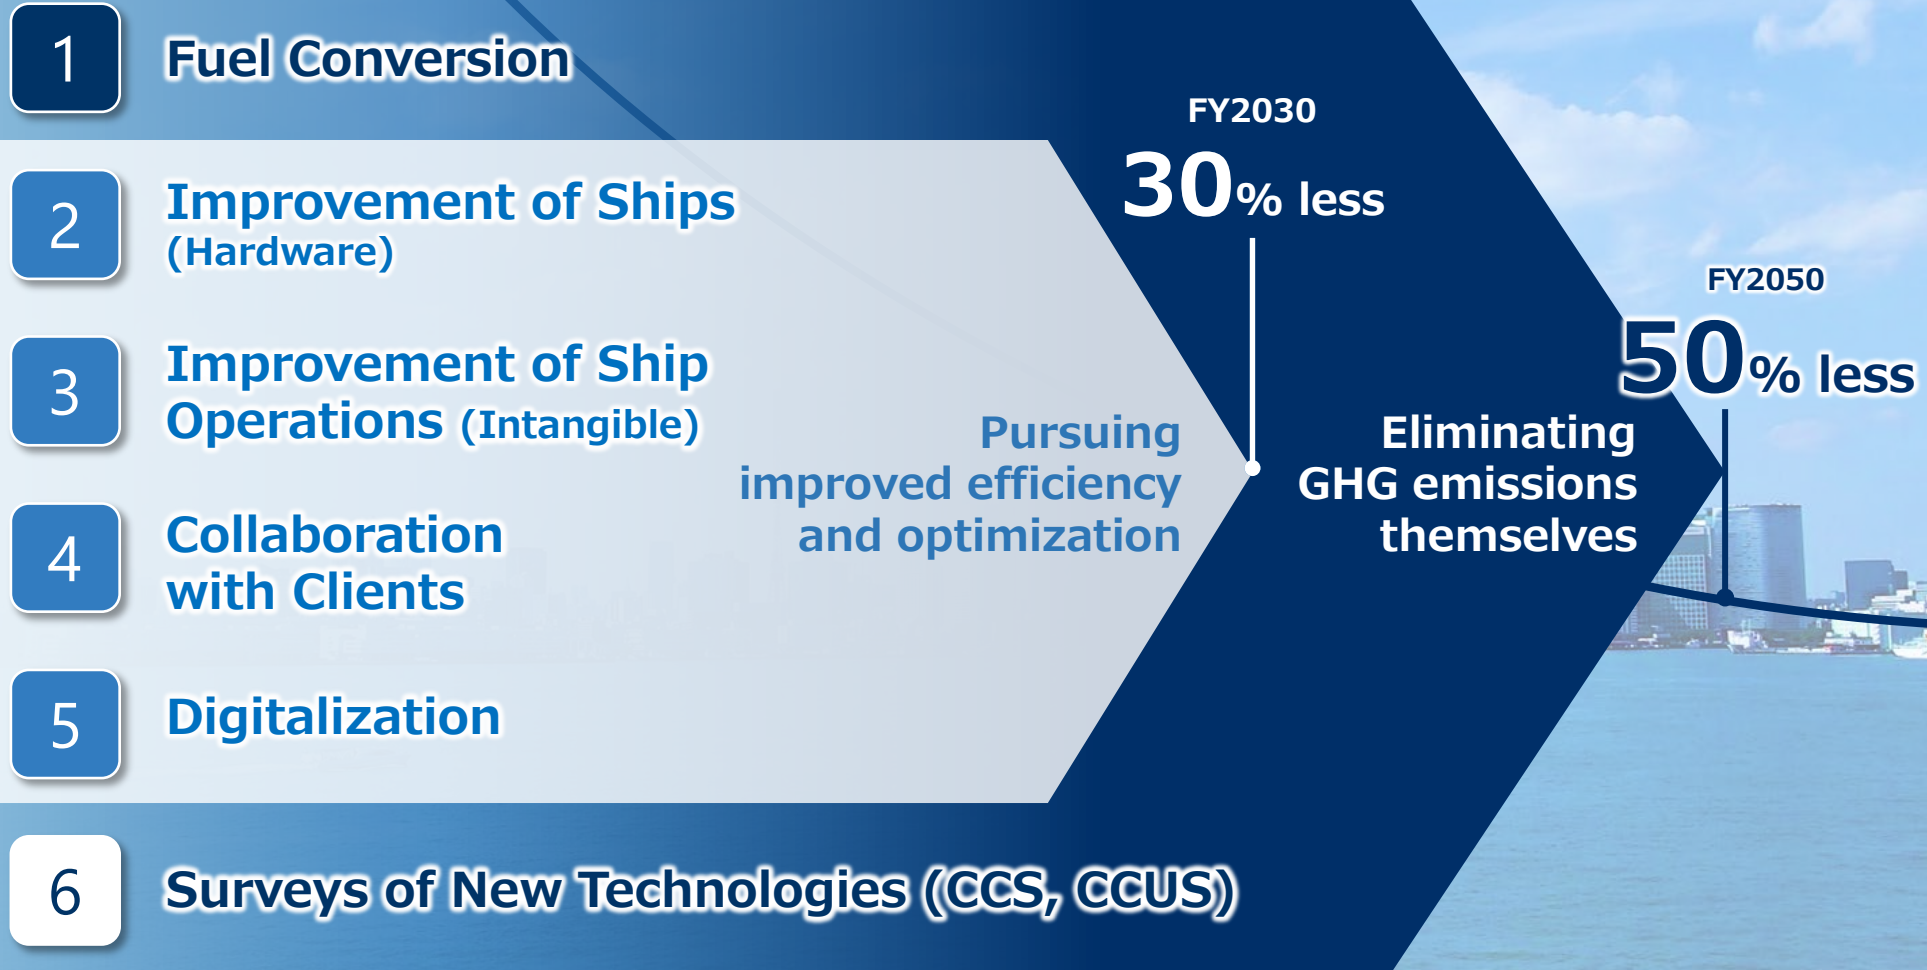 1
Fuel Conversion
2
Improvement of Ships
(Hardware)
3
Improvement of Ship
Operations (Intangible)
4
Collaboration
with Clients
5
Digitalization
6
Surveys of New Technologies (CCS, CCUS)
Pursuing
improved efficiency
and optimization
FY2030
30% less
Eliminating
GHG emissions
themselves
FY2050
50% less